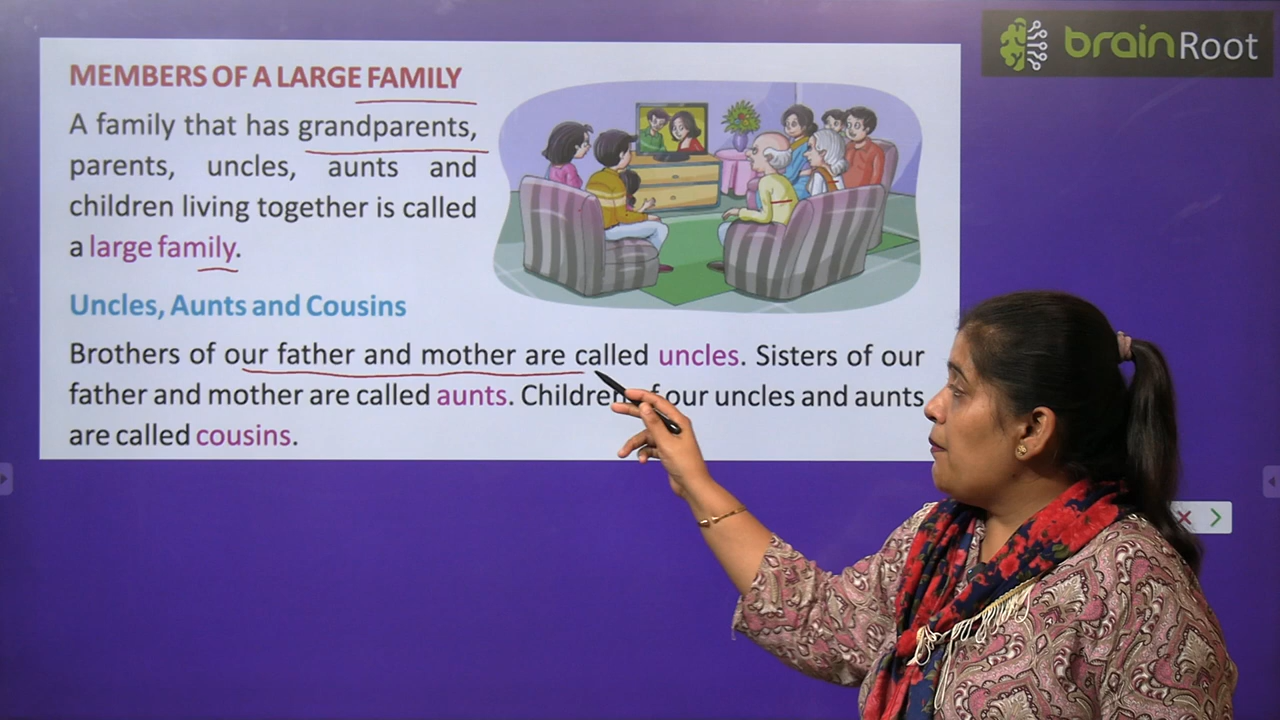 brainRoot
MEMBERS OF A LARGE FAMILY
A family that has grandparents,
parents, uncles, aunts and
children living together is called
a large family.
Uncles, Aunts and Cousins
Brothers of our father and mother are called uncles. Sisters of our
father and mother are called aunts. Children of our uncles and aunts
are called cousins.